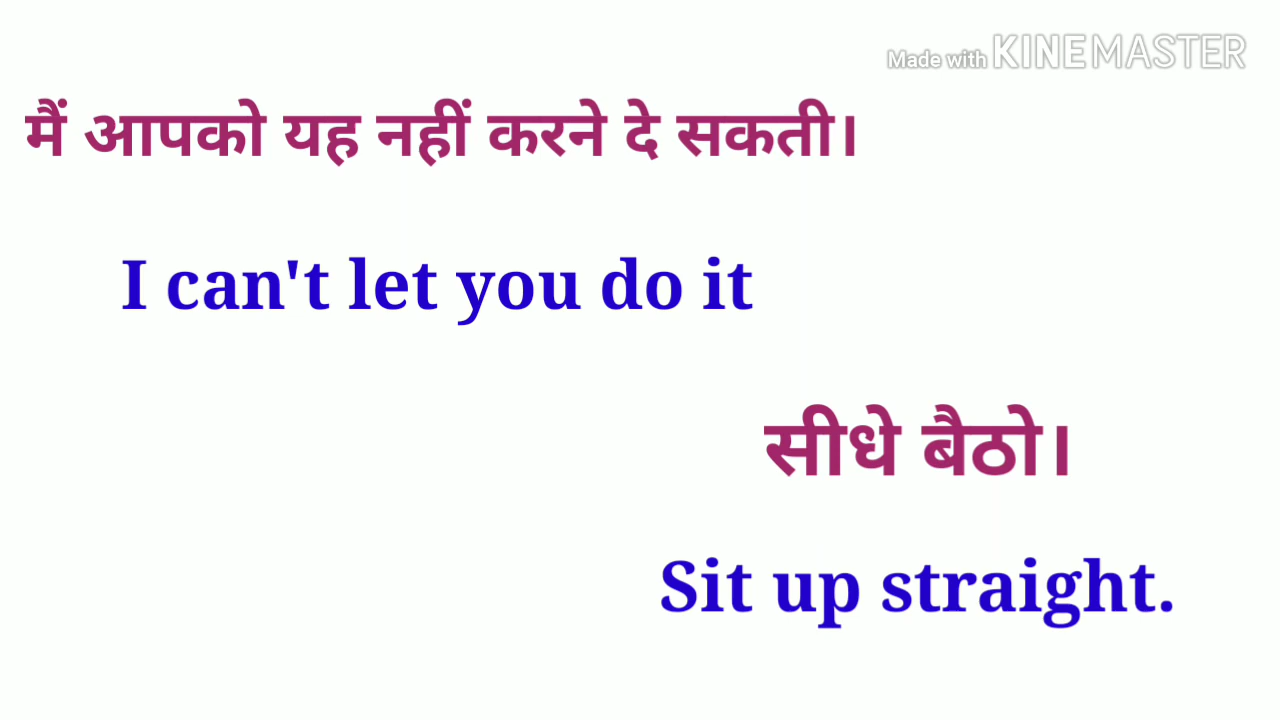 Made with KINEMASTER
मैं आपको यह नहीं करने दे सकती।
I can't let you do it
सीधे बैठो।
Sit up straight.